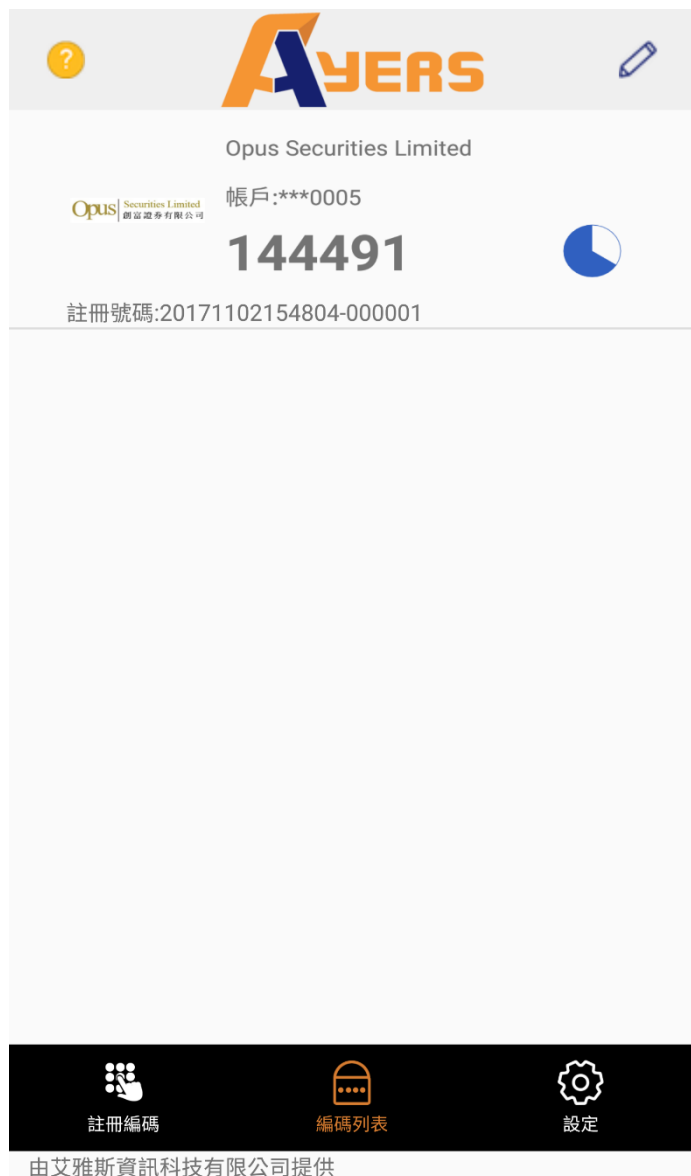 ?
AYERS
Opus Securities Limited
Opus Securities Limited
創富證券有限公司
帳戶:***0005
144491
註冊號碼:20171102154804-000001
註冊編碼
編碼列表
設定
由艾雅斯資訊科技有限公司提供